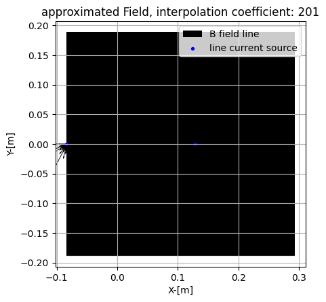 approximated Field, interpolation coefficient: 201
B field line
line current source
0.20
0.15
0.10
0.05
0.00
−0.05
−0.10
−0.15
−0.20
Y-[m]
−0.1
0.0
0.1
0.2
0.3
X-[m]